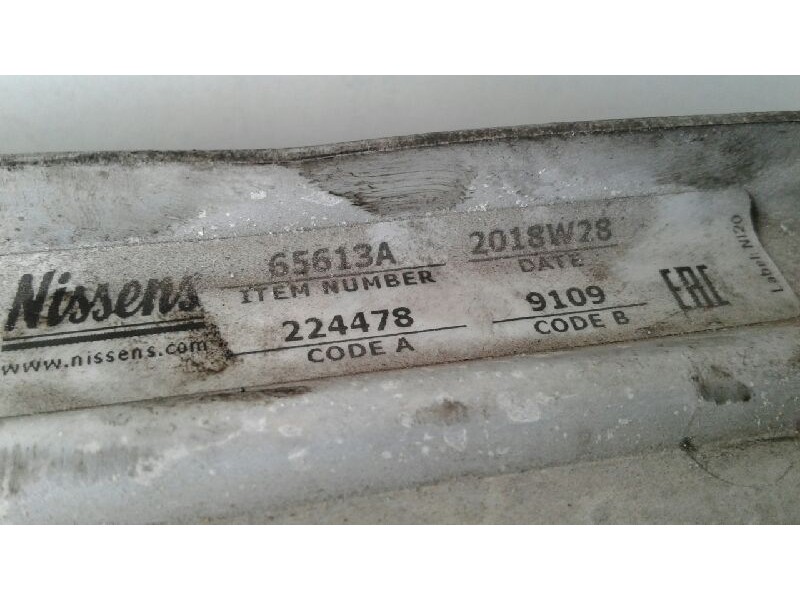 Nissens
www.nissens.com
65613A
ITEM NUMBER
2018W28
DATE
224478
CODE A
9109
CODE B
EAC
Label: NI20